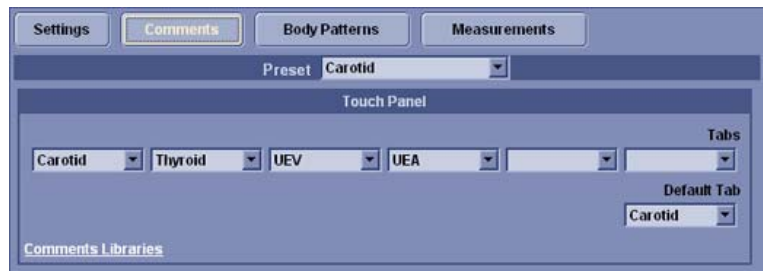 Settings Comments Body Patterns Measurements
Preset Carotid
Touch Panel
Tabs
Carotid Thyroid UEV UEA
Default Tab
Carotid
Comments Libraries